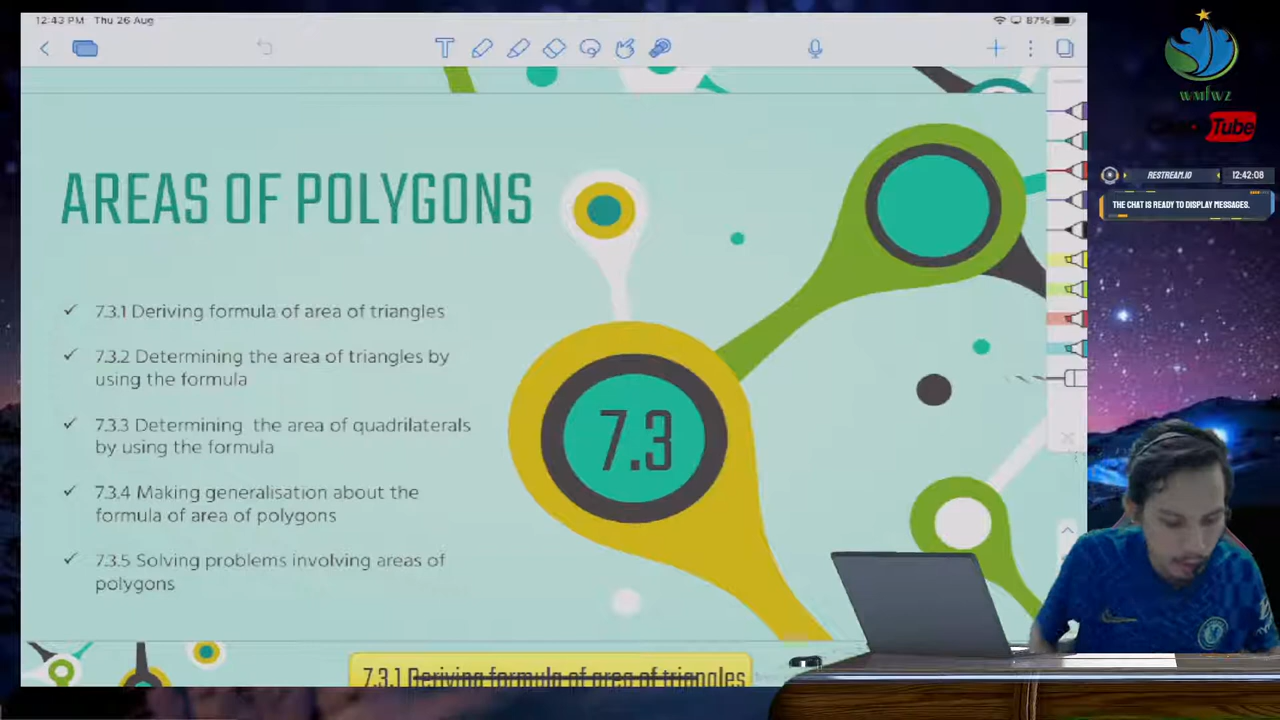 12:43 PM Thu 26 Aug
87%
AREAS OF POLYGONS
✓ 7.3.1 Deriving formula of area of triangles
✓ 7.3.2 Determining the area of triangles by
using the formula
✓ 7.3.3 Determining the area of quadrilaterals
by using the formula
✓ 7.3.4 Making generalisation about the
formula of area of polygons
✓ 7.3.5 Solving problems involving areas of
polygons
7.3
7.3.1 Deriving formula of area of triangles
wmfwz
Tube
RESTREAM.IO
12:42:08
THE CHAT IS READY TO DISPLAY MESSAGES.